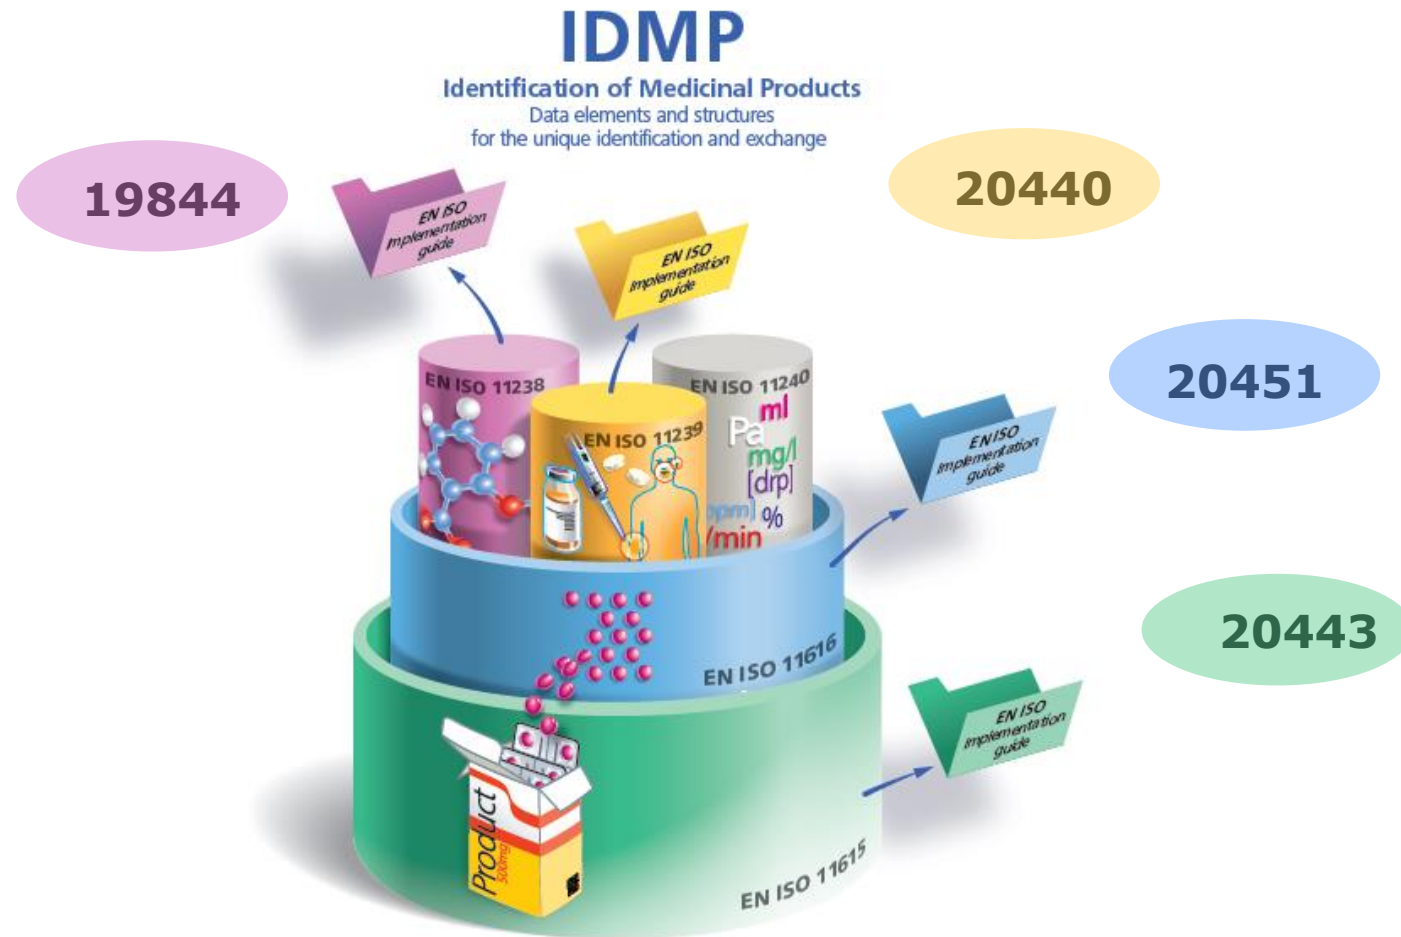 IDMP
Identification of Medicinal Products
Data elements and structures
for the unique identification and exchange
19844
20440
EN ISO
Implementation
guide
EN ISO
Implementation
guide
20451
EN ISO 11238
EN ISO 11239
EN ISO 11240
ml
Pa
mg/l
[drp]
ppm]
%
/min
EN ISO
Implementation
guide
20443
EN ISO 11616
EN ISO
Implementation
guide
Product
500mg
EN ISO 11615